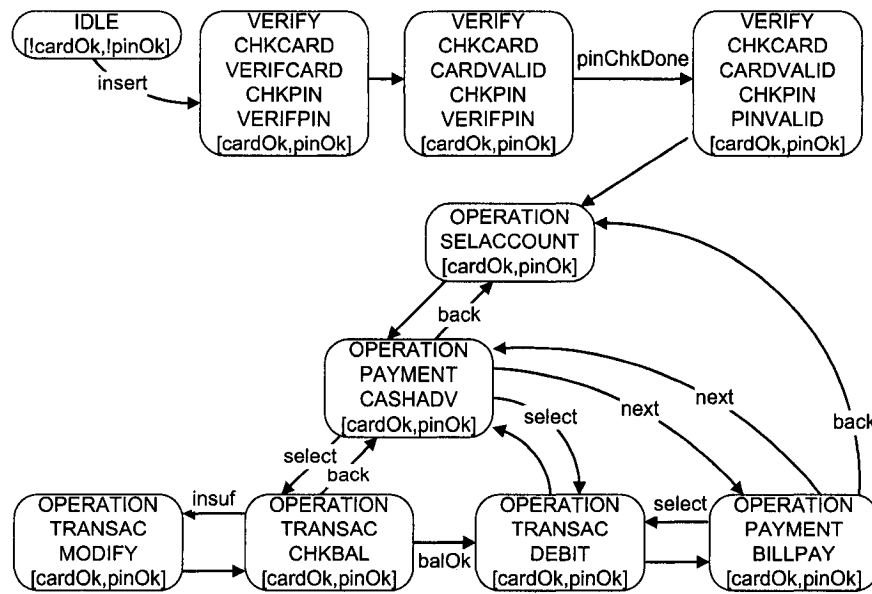 IDLE
[!cardOk,!pinOk]
insert
VERIFY
CHKCARD
VERIFCARD
CHKPIN
VERIFPIN
[cardOk,pinOk]
VERIFY
CHKCARD
CARDVALID
CHKPIN
VERIFPIN
[cardOk,pinOk]
pinChkDone
VERIFY
CHKCARD
CARDVALID
CHKPIN
PINVALID
[cardOk,pinOk]
OPERATION
SELACCOUNT
[cardOk,pinOk]
back
OPERATION
PAYMENT
CASHADV
[cardOk,pinOk]
select
next
next
back
select
back
OPERATION
TRANSAC
MODIFY
[cardOk,pinOk]
insuf
OPERATION
TRANSAC
CHKBAL
[cardOk,pinOk]
balOk
OPERATION
TRANSAC
DEBIT
[cardOk,pinOk]
select
OPERATION
PAYMENT
BILLPAY
[cardOk,pinOk]